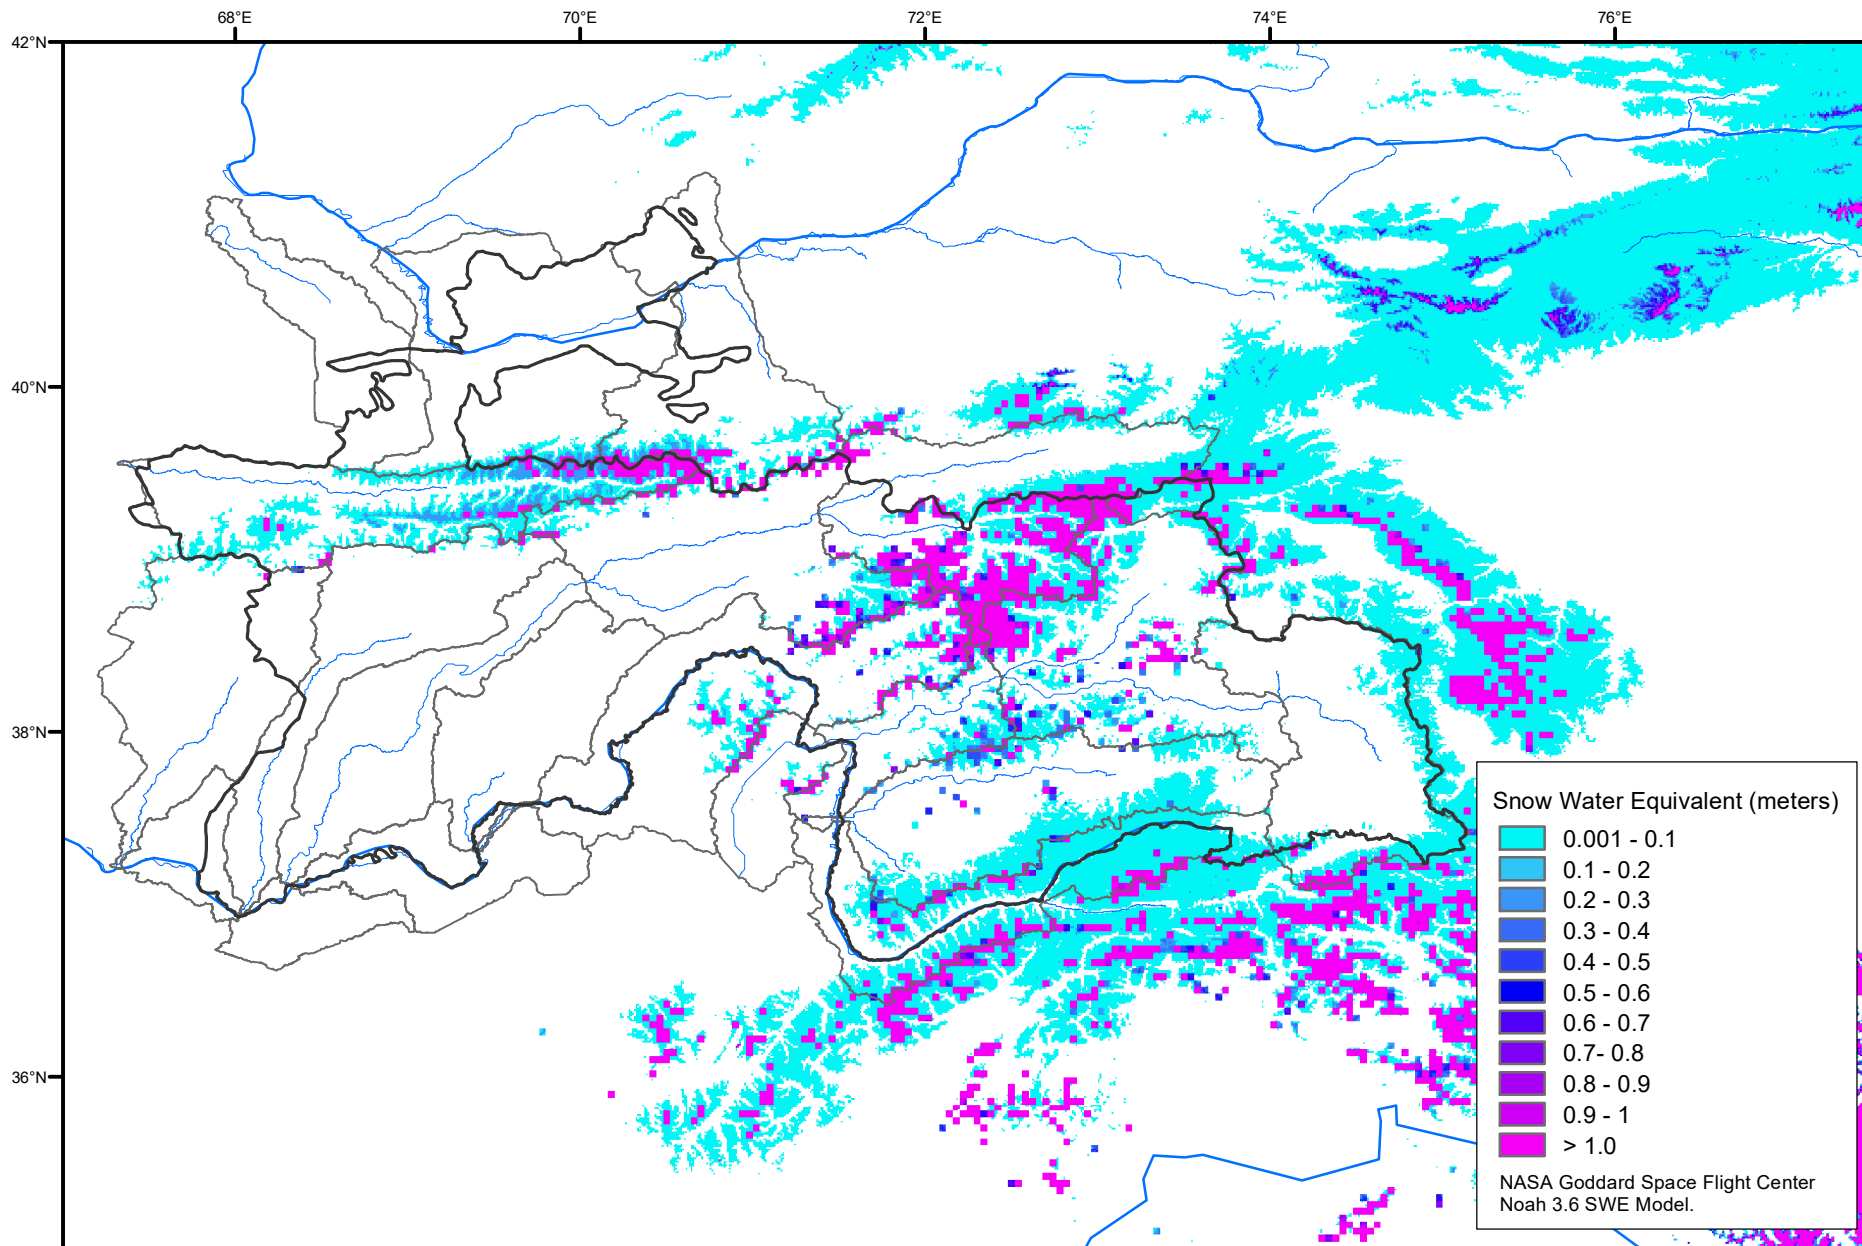 68°E 70°E 72°E 74°E 76°E
42°N
40°N
38°N
36°N
Snow Water Equivalent (meters)
0.001 - 0.1
0.1 - 0.2
0.2 - 0.3
0.3 - 0.4
0.4 - 0.5
0.5 - 0.6
0.6 - 0.7
0.7- 0.8
0.8 - 0.9
0.9 - 1
> 1.0
NASA Goddard Space Flight Center
Noah 3.6 SWE Model.